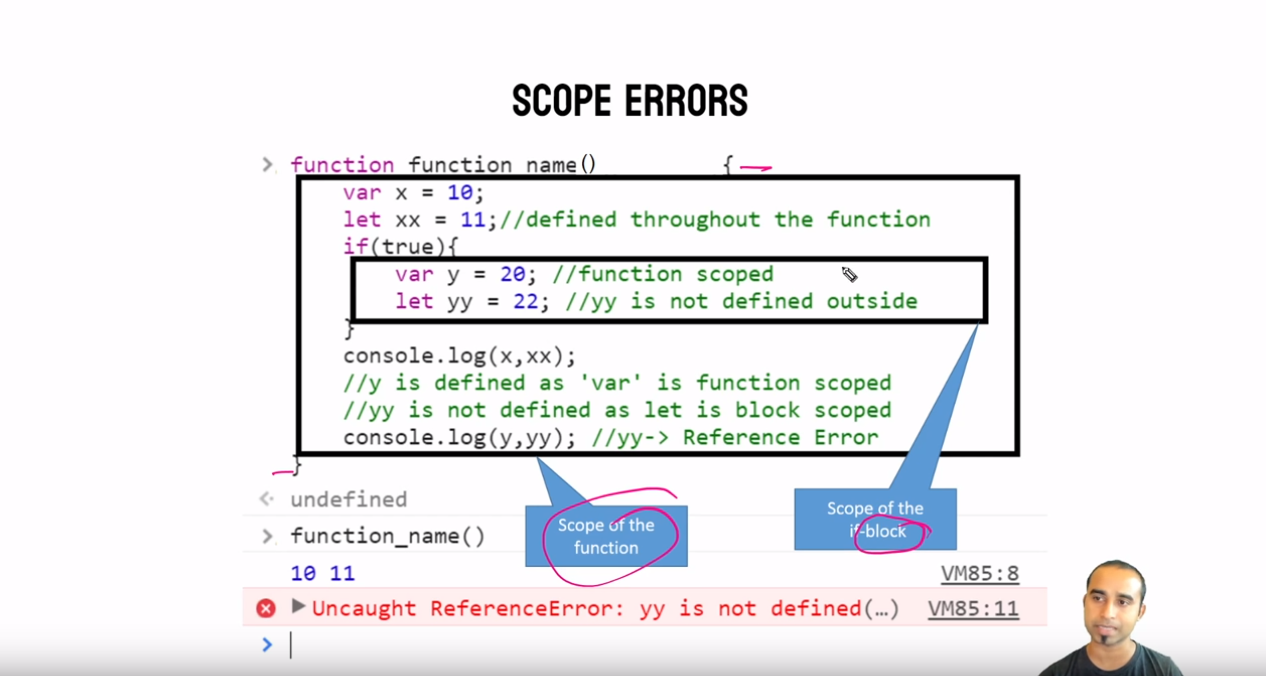 SCOPE ERRORS
> function function name() {
var x = 10;
let xx = 11;//defined throughout the function
if(true){
var y = 20; //function scoped
let yy = 22; //yy is not defined outside
}
console.log(x,xx);
//y is defined as 'var' is function scoped
//yy is not defined as let is block scoped
console.log(y,yy); //yy-> Reference Error
}
undefined
Scope of the
function
Scope of the
if-block
> function_name()
10 11 VM85:8
Uncaught ReferenceError: yy is not defined(…) VM85:11
>